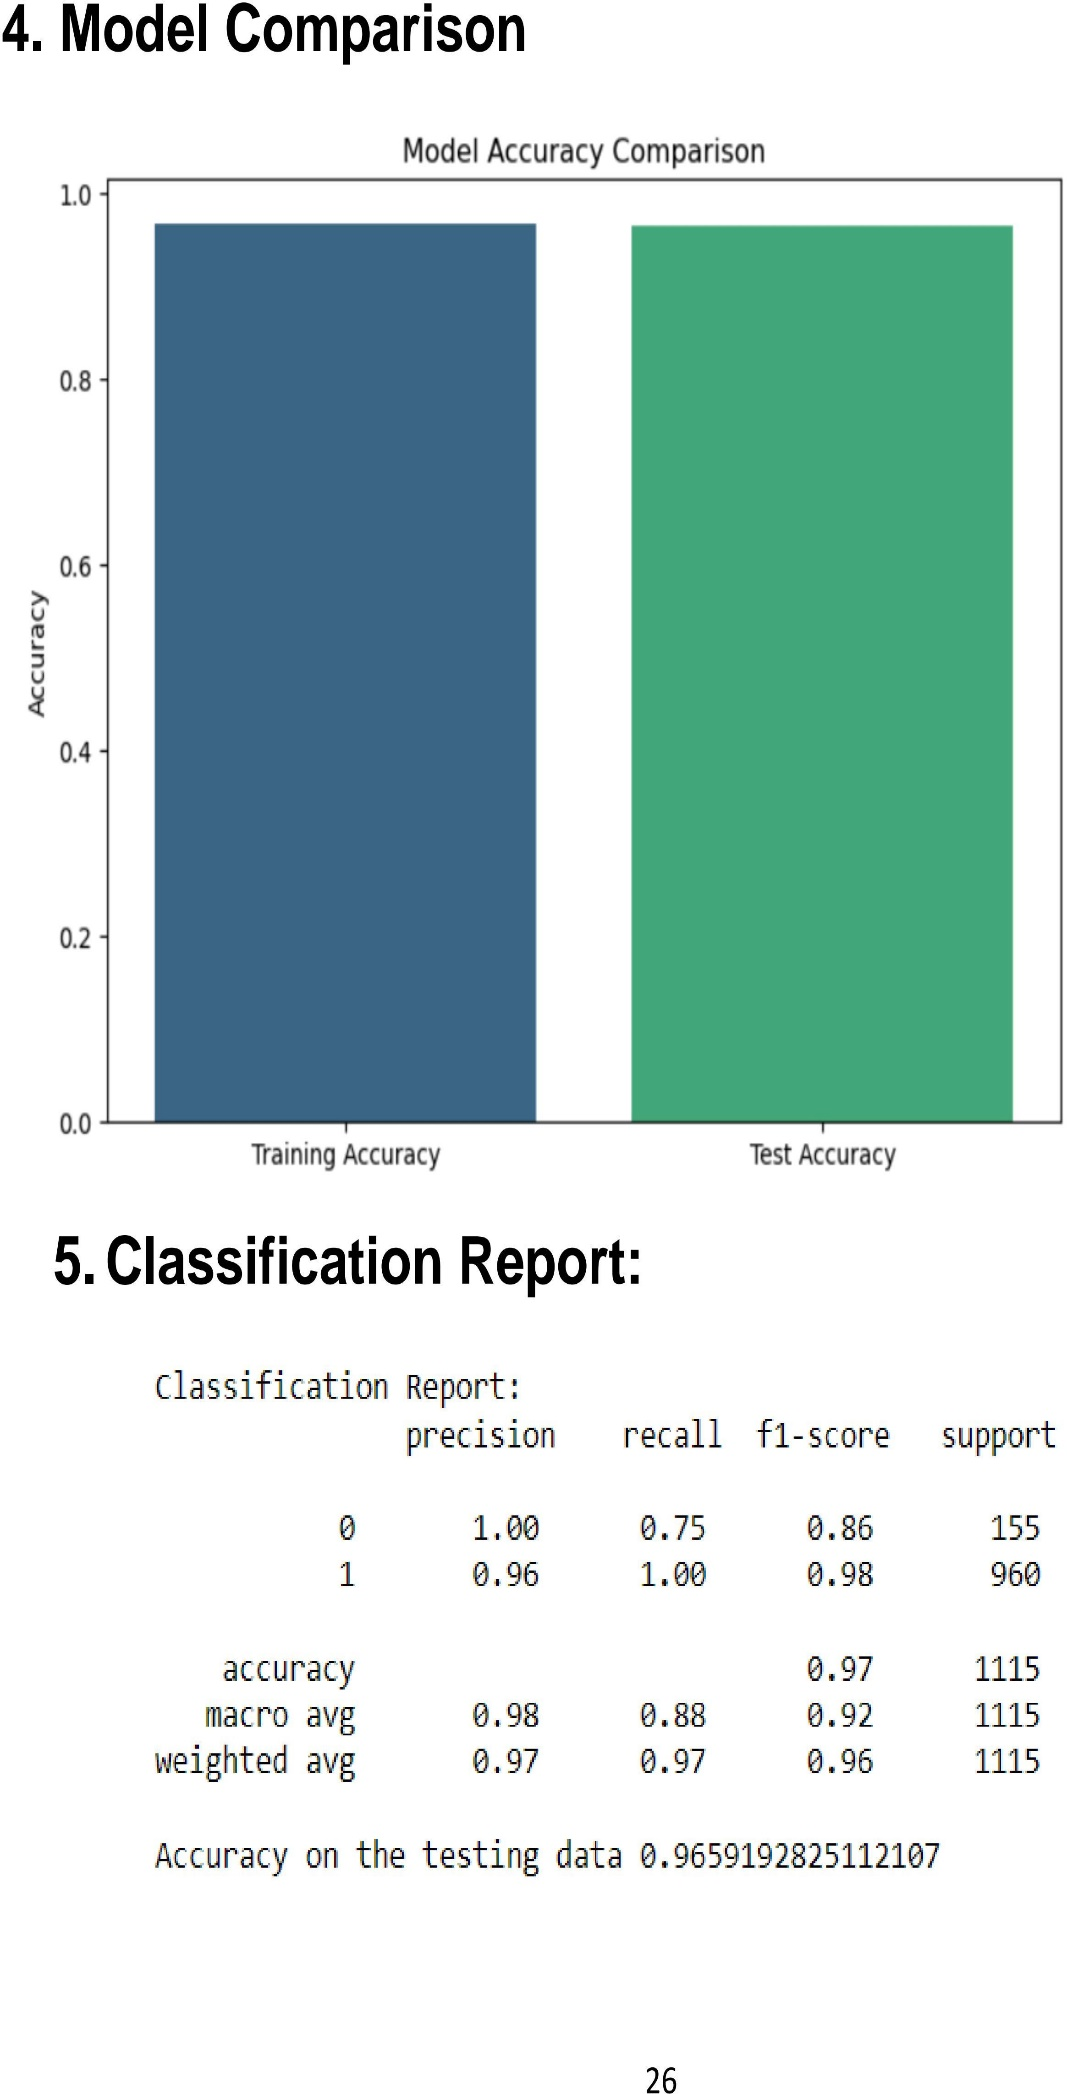 4. Model Comparison
Model Accuracy Comparison
1.0
0.8
0.6
0.4
0.2
0.0
Accuracy
Training Accuracy Test Accuracy
5. Classification Report:
Classification Report:
precision recall f1-score support
0 1.00 0.75 0.86 155
1 0.96 1.00 0.98 960
accuracy 0.97 1115
macro avg 0.98 0.88 0.92 1115
weighted avg 0.97 0.97 0.96 1115
Accuracy on the testing data 0.9659192825112107
26